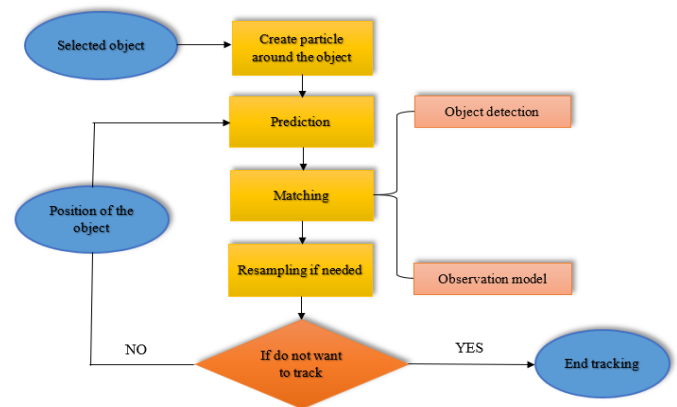 Selected object
Create particle
around the object
Prediction
Object detection
Matching
Position of the
object
Resampling if needed
Observation model
NO
If do not want
to track
YES
End tracking